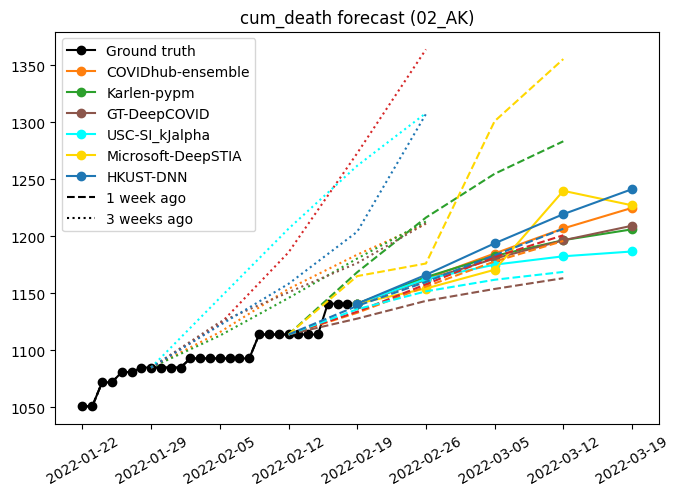 cum_death forecast (02_AK)
Ground truth
COVIDhub-ensemble
Karlen-pypm
GT-DeepCOVID
USC-SI_kJalpha
Microsoft-DeepSTIA
HKUST-DNN
1 week ago
3 weeks ago
1350
1300
1250
1200
1150
1100
1050
2022-01-22
2022-01-29
2022-02-05
2022-02-12
2022-02-19
2022-02-26
2022-03-05
2022-03-12
2022-03-19